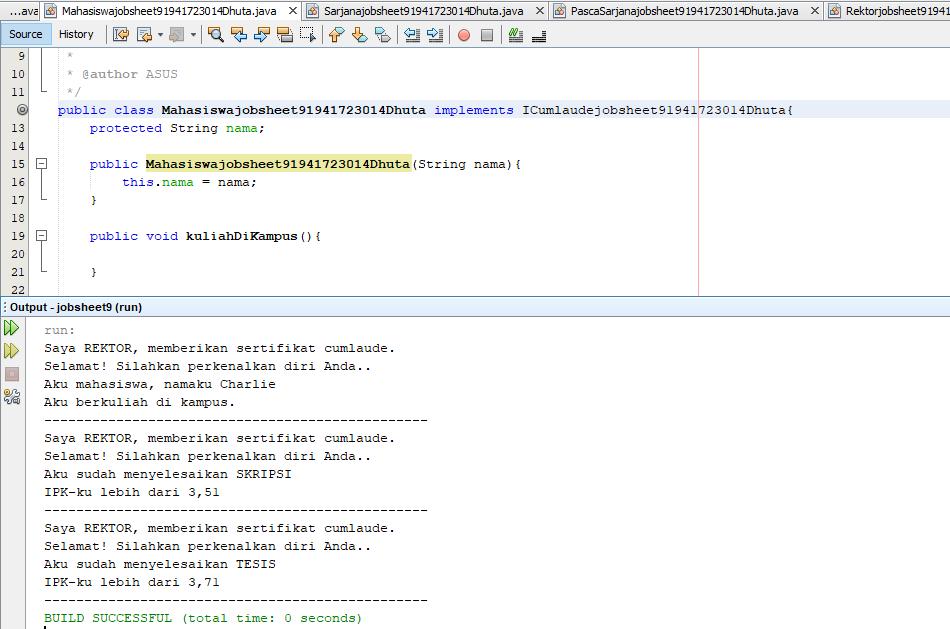 ...ava Mahasiswajobsheet91941723014Dhuta.java Sarjanajobsheet91941723014Dhuta.java PascaSarjanajobsheet91941723014Dhuta.java Rektorjobsheet9194
Source History
9 *
10 * @author ASUS
11 */
public class Mahasiswajobsheet91941723014Dhuta implements ICumlaudejobsheet91941723014Dhuta{
13 protected String nama;
14
15 public Mahasiswajobsheet91941723014Dhuta(String nama){
16 this.nama = nama;
17 }
18
19 public void kuliahDiKampus(){
20
21 }
22
Output - jobsheet9 (run)
run:
Saya REKTOR, memberikan sertifikat cumlaude.
Selamat! Silahkan perkenalkan diri Anda..
Aku mahasiswa, namaku Charlie
Aku berkuliah di kampus.
------------------------------------------------
Saya REKTOR, memberikan sertifikat cumlaude.
Selamat! Silahkan perkenalkan diri Anda..
Aku sudah menyelesaikan SKRIPSI
IPK-ku lebih dari 3,51
------------------------------------------------
Saya REKTOR, memberikan sertifikat cumlaude.
Selamat! Silahkan perkenalkan diri Anda..
Aku sudah menyelesaikan TESIS
IPK-ku lebih dari 3,71
------------------------------------------------
BUILD SUCCESSFUL (total time: 0 seconds)